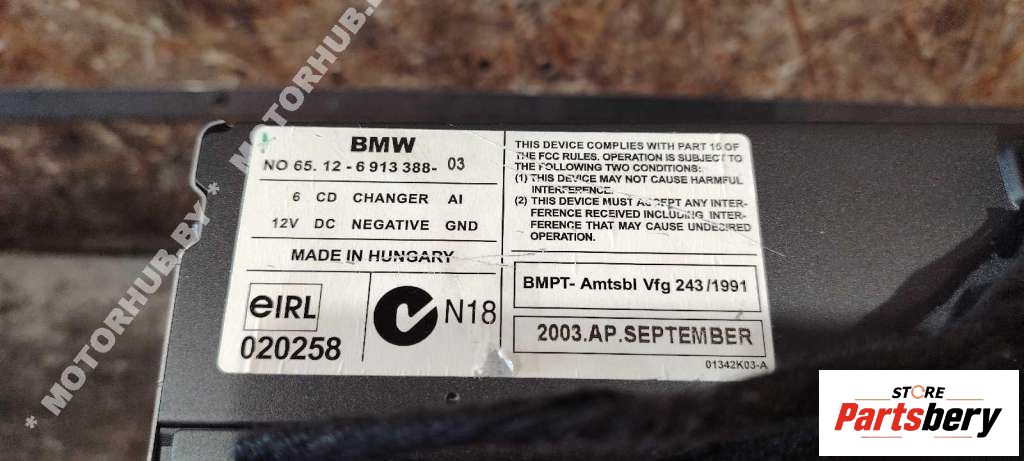 BMW
NO 65. 12 - 6 913 388- 03
6 CD CHANGER AI
12V DC NEGATIVE GND
MADE IN HUNGARY
eIRL
020258
N18
THIS DEVICE COMPLIES WITH PART 15 OF
THE FCC RULES. OPERATION IS SUBJECT TO
THE FOLLOWING TWO CONDITIONS:
(1) THIS DEVICE MAY NOT CAUSE HARMFUL
INTERFERENCE.
(2) THIS DEVICE MUST ACCEPT ANY INTER-
FERENCE RECEIVED INCLUDING INTER-
FERENCE THAT MAY CAUSE UNDESIRED
OPERATION.
BMPT- Amtsbl Vfg 243/1991
2003.AP.SEPTEMBER
01342K03-A
* MOTORHUB.BY * MOTORHUB.BY
STORE
Partsbery